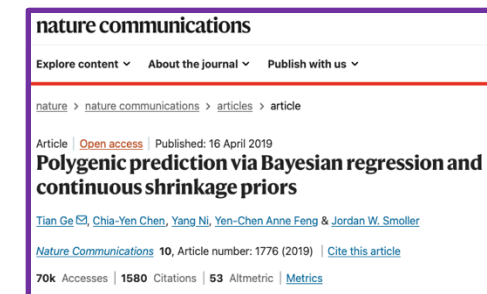 nature communications
Explore content About the journal Publish with us
nature > nature communications > articles > article
Article | Open access | Published: 16 April 2019
Polygenic prediction via Bayesian regression and
continuous shrinkage priors
Tian Ge, Chia-Yen Chen, Yang Ni, Yen-Chen Anne Feng & Jordan W. Smoller
Nature Communications 10, Article number: 1776 (2019) | Cite this article
70k Accesses | 1580 Citations | 53 Altmetric | Metrics